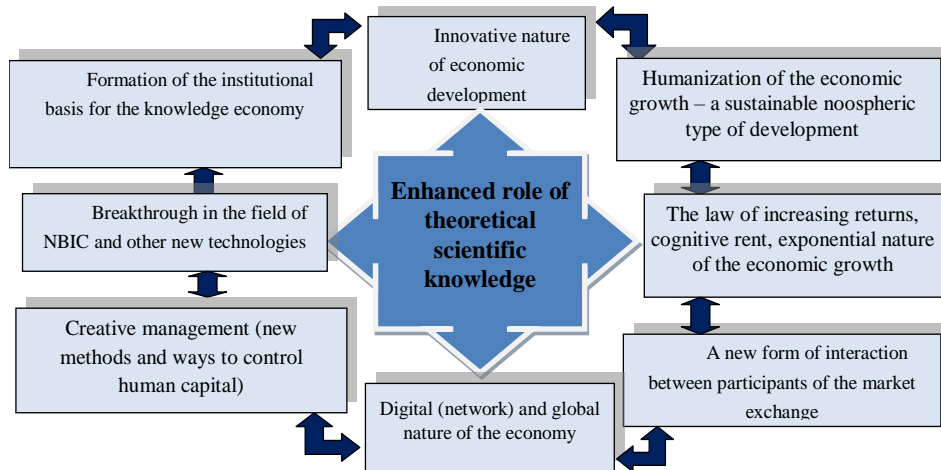 Innovative nature
of economic
development
Formation of the institutional
basis for the knowledge economy
Humanization of the economic
growth – a sustainable noospheric
type of development
Enhanced role of
theoretical
scientific
knowledge
Breakthrough in the field of
NBIC and other new technologies
The law of increasing returns,
cognitive rent, exponential nature
of the economic growth
Creative management (new
methods and ways to control
human capital)
A new form of interaction
between participants of the market
exchange
Digital (network) and global
nature of the economy